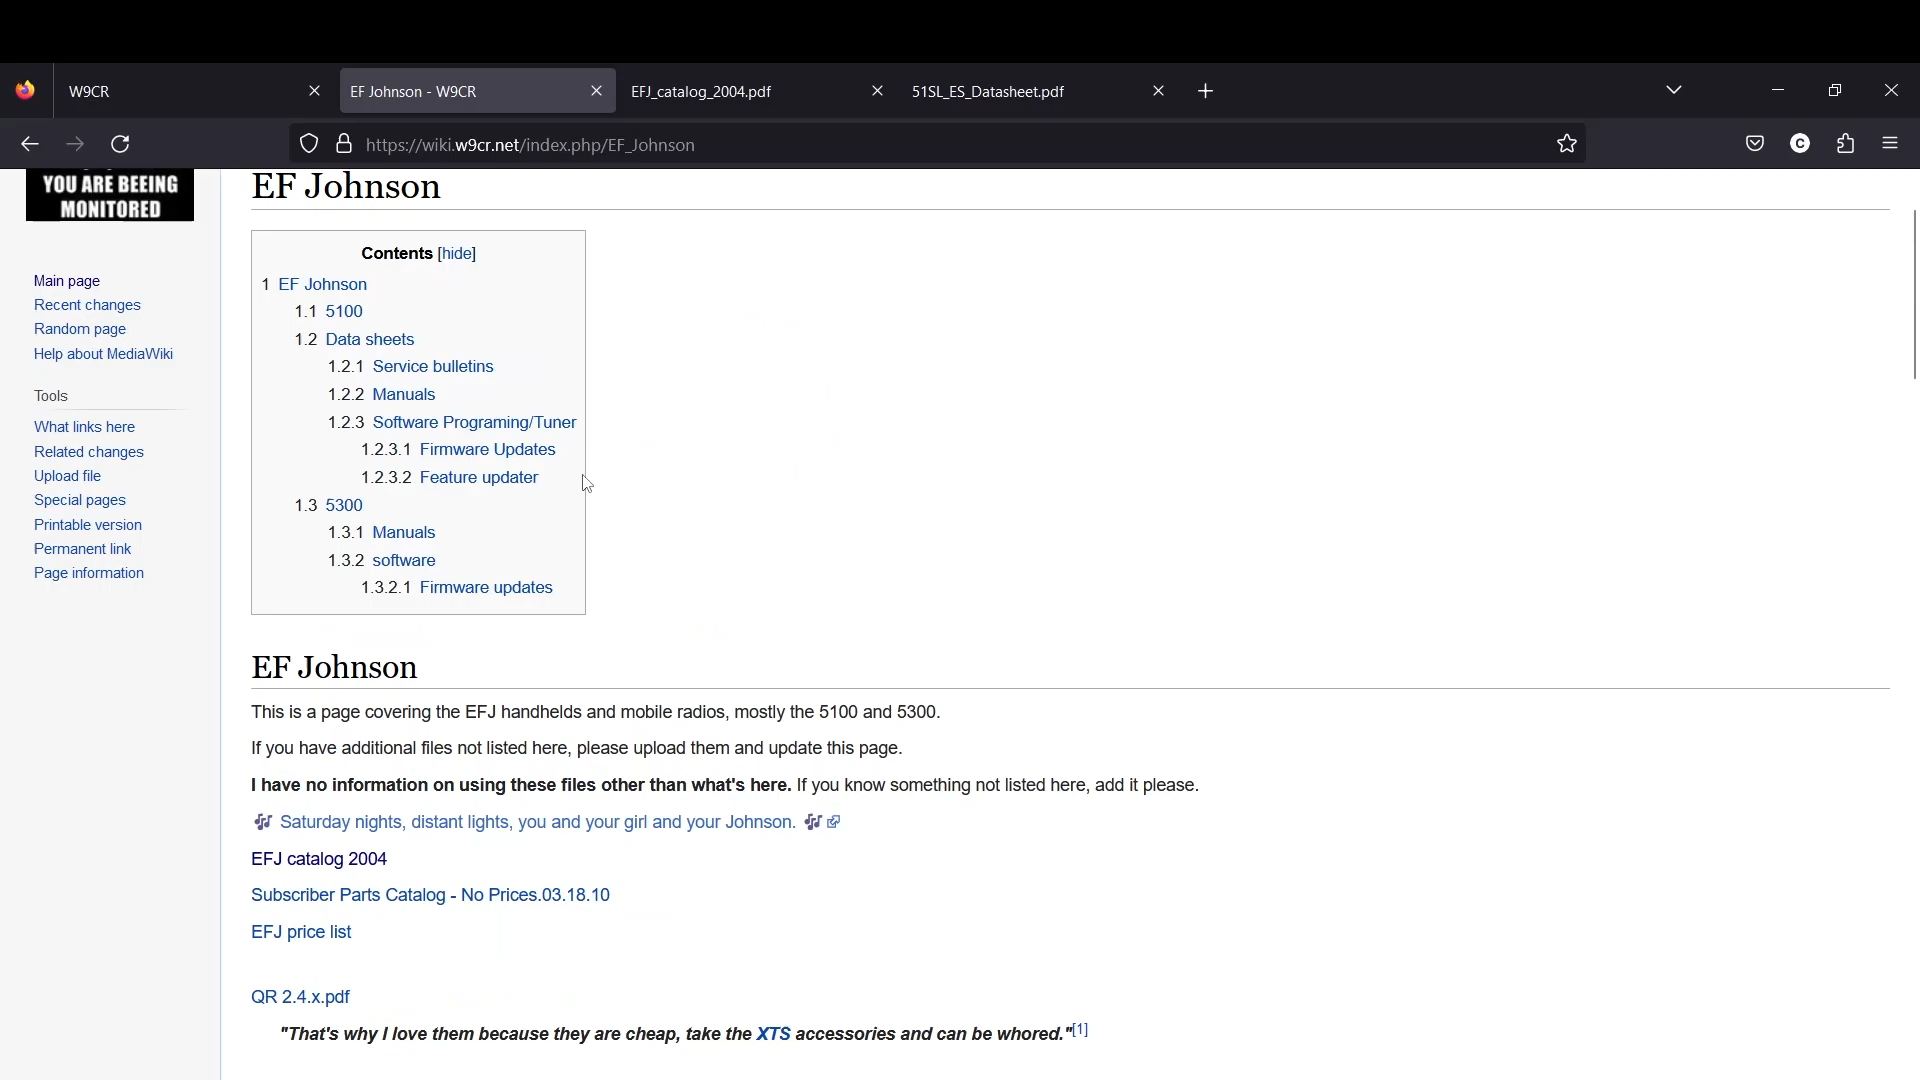 W9CR
EF Johnson - W9CR
EFJ_catalog_2004.pdf
51SL_ES_Datasheet.pdf
https://wiki.w9cr.net/index.php/EF_Johnson
C
YOU ARE BEEING
MONITORED
Main page
Recent changes
Random page
Help about MediaWiki
Tools
What links here
Related changes
Upload file
Special pages
Printable version
Permanent link
Page information
EF Johnson
Contents [hide]
1 EF Johnson
1.1 5100
1.2 Data sheets
1.2.1 Service bulletins
1.2.2 Manuals
1.2.3 Software Programing/Tuner
1.2.3.1 Firmware Updates
1.2.3.2 Feature updater
1.3 5300
1.3.1 Manuals
1.3.2 software
1.3.2.1 Firmware updates
EF Johnson
This is a page covering the EFJ handhelds and mobile radios, mostly the 5100 and 5300.
If you have additional files not listed here, please upload them and update this page.
I have no information on using these files other than what's here. If you know something not listed here, add it please.
🎶 Saturday nights, distant lights, you and your girl and your Johnson. 🎶
EFJ catalog 2004
Subscriber Parts Catalog - No Prices.03.18.10
EFJ price list
QR 2.4.x.pdf
"That's why I love them because they are cheap, take the XTS accessories and can be whored."[1]